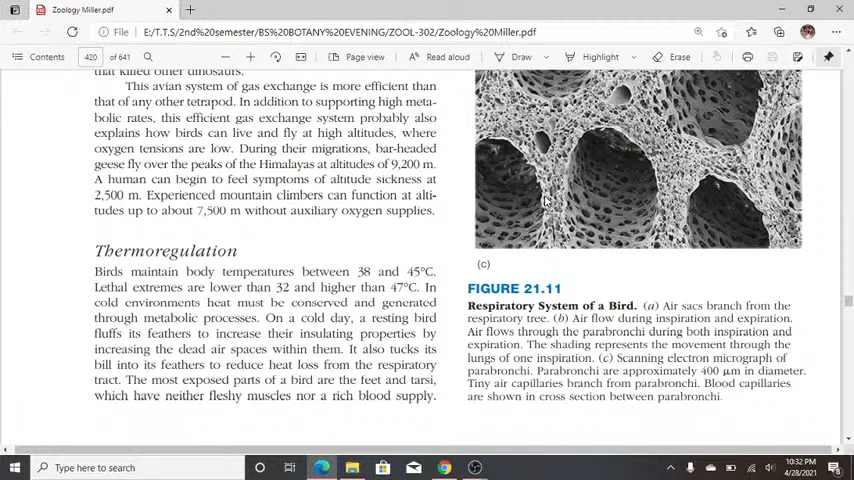 Zoology Miller.pdf
File
E:/T.T.S/2nd%20semester/BS%20BOTANY%20EVENING/ZOOL-302/Zoology%20Miller.pdf
Contents
420
of 641
Page view
Read aloud
Draw
Highlight
Erase
that killed other dinosaurs.
This avian system of gas exchange is more efficient than
that of any other tetrapod. In addition to supporting high meta-
bolic rates, this efficient gas exchange system probably also
explains how birds can live and fly at high altitudes, where
oxygen tensions are low. During their migrations, bar-headed
geese fly over the peaks of the Himalayas at altitudes of 9,200 m.
A human can begin to feel symptoms of altitude sickness at
2,500 m. Experienced mountain climbers can function at alti-
tudes up to about 7,500 m without auxiliary oxygen supplies.
Thermoregulation
Birds maintain body temperatures between 38 and 45°C.
Lethal extremes are lower than 32 and higher than 47°C. In
cold environments heat must be conserved and generated
through metabolic processes. On a cold day, a resting bird
fluffs its feathers to increase their insulating properties by
increasing the dead air spaces within them. It also tucks its
bill into its feathers to reduce heat loss from the respiratory
tract. The most exposed parts of a bird are the feet and tarsi,
which have neither fleshy muscles nor a rich blood supply.
(c)
FIGURE 21.11
Respiratory System of a Bird. (a) Air sacs branch from the
respiratory tree. (b) Air flow during inspiration and expiration.
Air flows through the parabronchi during both inspiration and
expiration. The shading represents the movement through the
lungs of one inspiration. (c) Scanning electron micrograph of
parabronchi. Parabronchi are approximately 400 μm in diameter.
Tiny air capillaries branch from parabronchi. Blood capillaries
are shown in cross section between parabronchi.
Type here to search
10:32 PM
4/28/2021